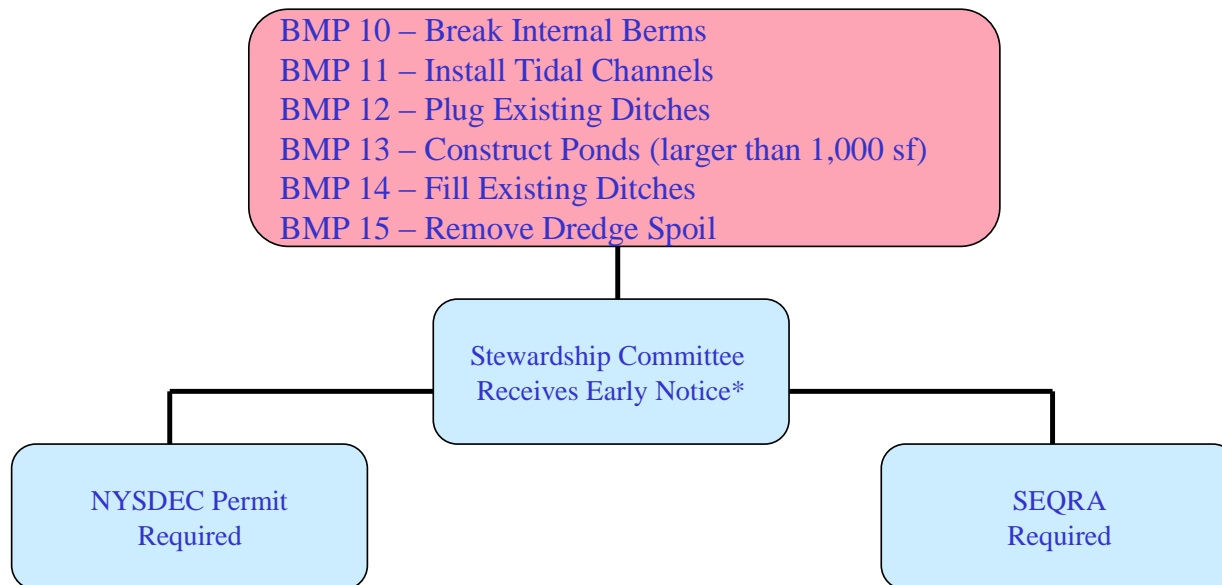 BMP 10 – Break Internal Berms
BMP 11 – Install Tidal Channels
BMP 12 – Plug Existing Ditches
BMP 13 – Construct Ponds (larger than 1,000 sf)
BMP 14 – Fill Existing Ditches
BMP 15 – Remove Dredge Spoil
Stewardship Committee
Receives Early Notice*
NYSDEC Permit
Required
SEQRA
Required